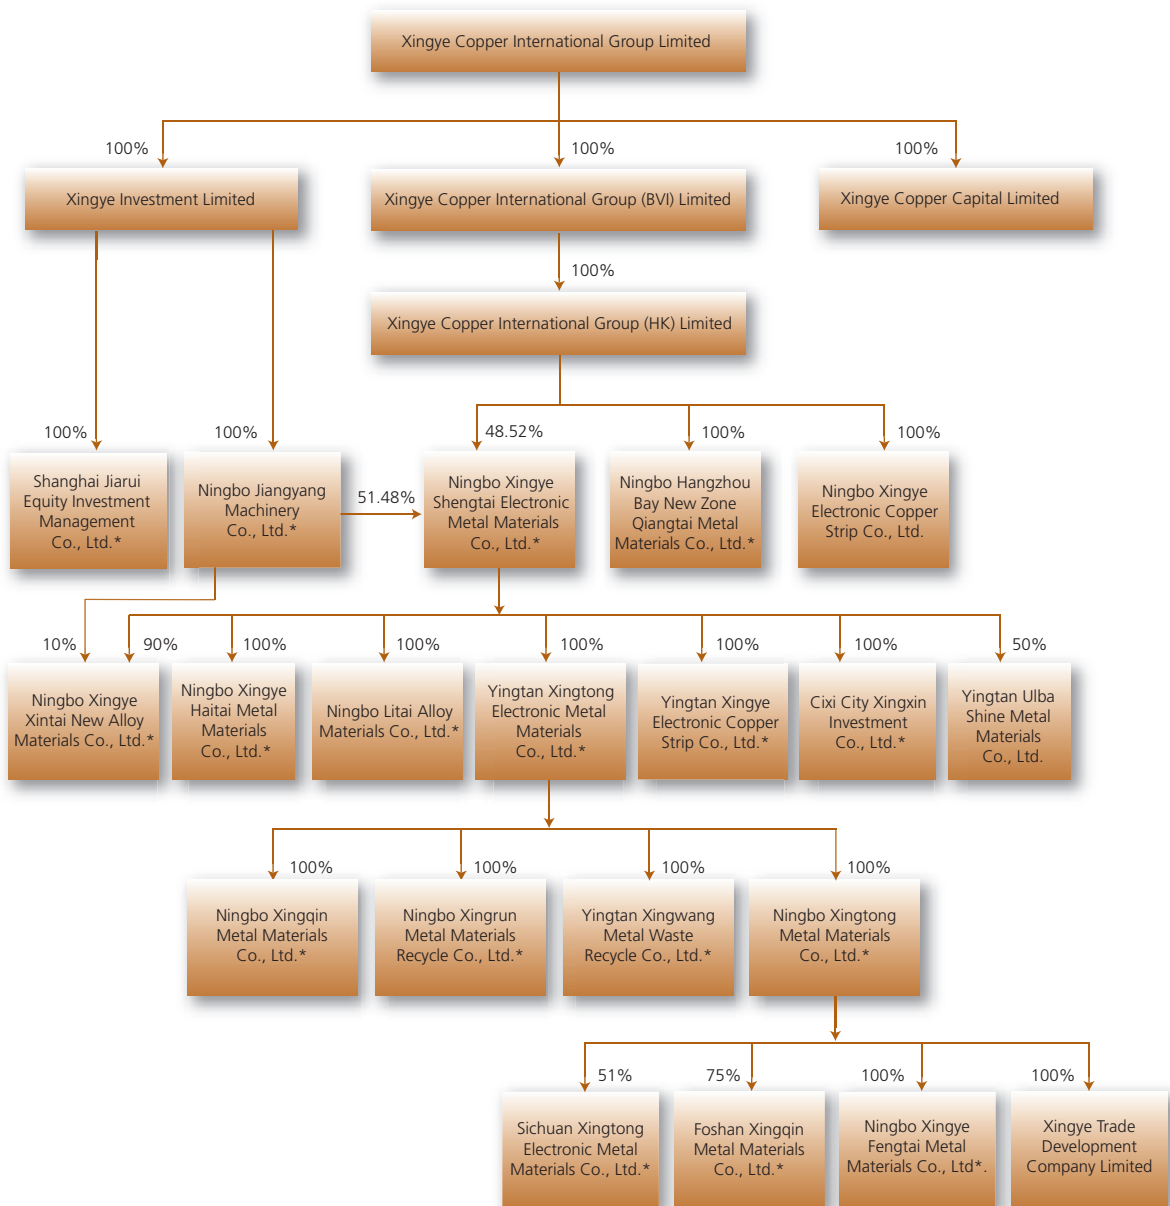 Xingye Copper International Group Limited
100%
100%
100%
Xingye Investment Limited
Xingye Copper International Group (BVI) Limited
Xingye Copper Capital Limited
100%
Xingye Copper International Group (HK) Limited
100%
100%
48.52%
100%
100%
Shanghai Jiarui
Equity Investment
Management
Co., Ltd.*
Ningbo Jiangyang
Machinery
Co., Ltd.*
51.48%
Ningbo Xingye
Shengtai Electronic
Metal Materials
Co., Ltd.*
Ningbo Hangzhou
Bay New Zone
Qiangtai Metal
Materials Co., Ltd.*
Ningbo Xingye
Electronic Copper
Strip Co., Ltd.
10%
90%
100%
100%
100%
100%
100%
50%
Ningbo Xingye
Xintai New Alloy
Materials Co., Ltd.*
Ningbo Xingye
Haitai Metal
Materials
Co., Ltd.*
Ningbo Litai Alloy
Materials Co., Ltd.*
Yingtan Xingtong
Electronic Metal
Materials
Co., Ltd.*
Yingtan Xingye
Electronic Copper
Strip Co., Ltd.*
Cixi City Xingxin
Investment
Co., Ltd.*
Yingtan Ulba
Shine Metal
Materials
Co., Ltd.
100%
100%
100%
100%
Ningbo Xingqin
Metal Materials
Co., Ltd.*
Ningbo Xingrun
Metal Materials
Recycle Co., Ltd.*
Yingtan Xingwang
Metal Waste
Recycle Co., Ltd.*
Ningbo Xingtong
Metal Materials
Co., Ltd.*
51%
75%
100%
100%
Sichuan Xingtong
Electronic Metal
Materials Co., Ltd.*
Foshan Xingqin
Metal Materials
Co., Ltd.*
Ningbo Xingye
Fengtai Metal
Materials Co., Ltd*.
Xingye Trade
Development
Company Limited